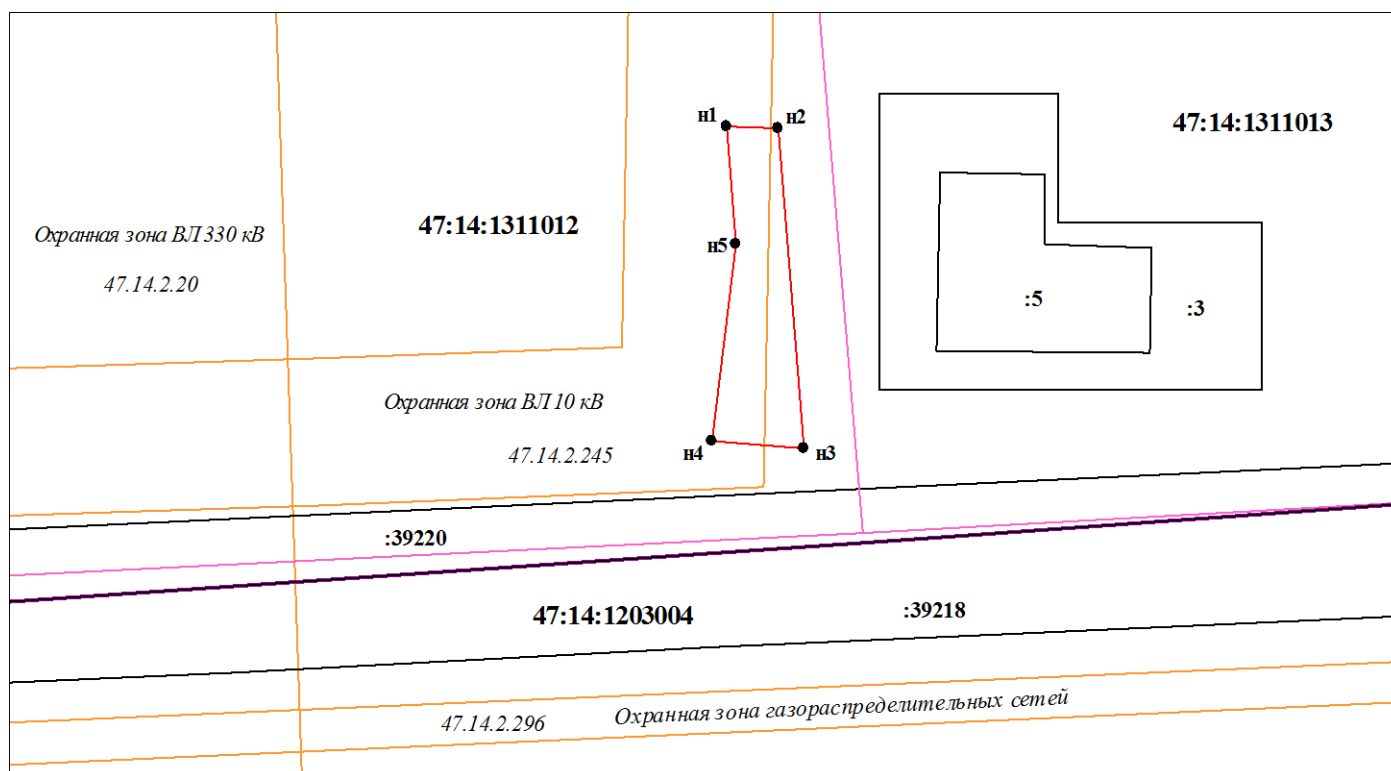 н1
н2
47:14:1311013
47:14:1311012
Охранная зона ВЛ 330 кВ
н5
47.14.2.20
:5
:3
Охранная зона ВЛ 10 кВ
н4
н3
47.14.2.245
:39220
47:14:1203004
:39218
47.14.2.296
Охранная зона газораспределительных сетей